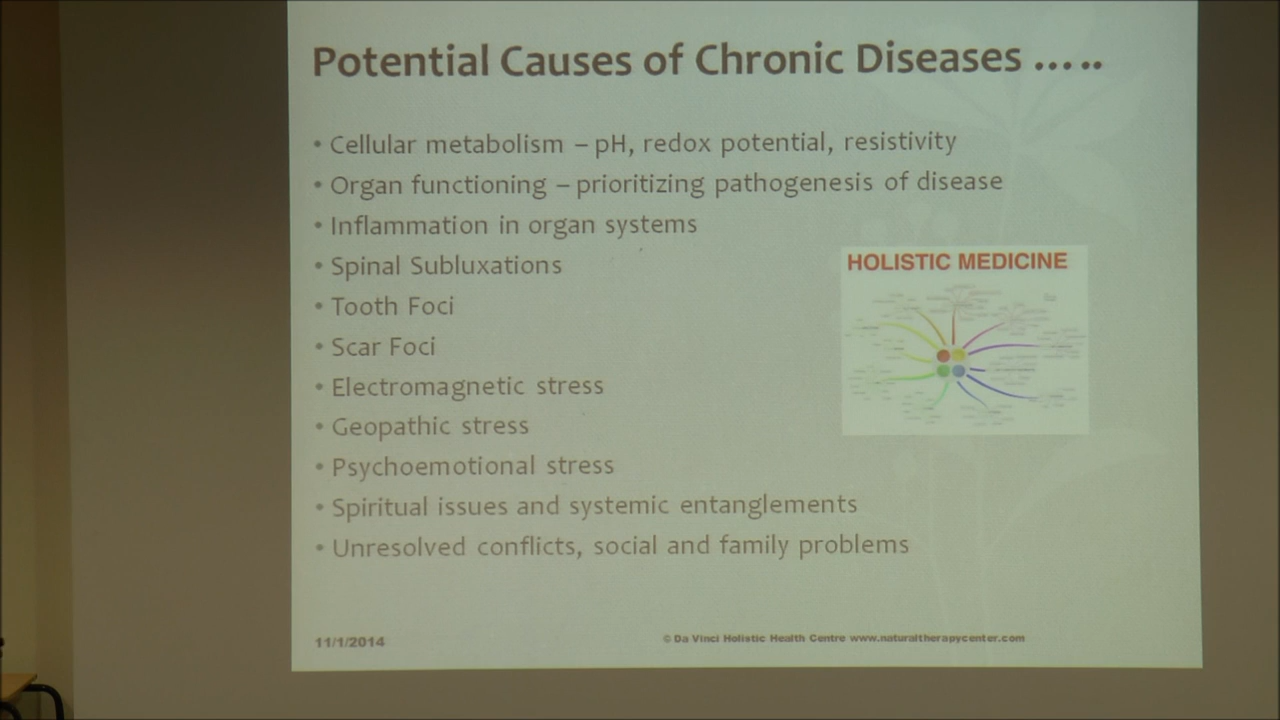 Potential Causes of Chronic Diseases …..
• Cellular metabolism – pH, redox potential, resistivity
• Organ functioning – prioritizing pathogenesis of disease
• Inflammation in organ systems
• Spinal Subluxations
HOLISTIC MEDICINE
• Tooth Foci
• Scar Foci
• Electromagnetic stress
• Geopathic stress
• Psychoemotional stress
• Spiritual issues and systemic entanglements
• Unresolved conflicts, social and family problems
11/1/2014
© Da Vinci Holistic Health Centre www.naturaltherapycenter.com